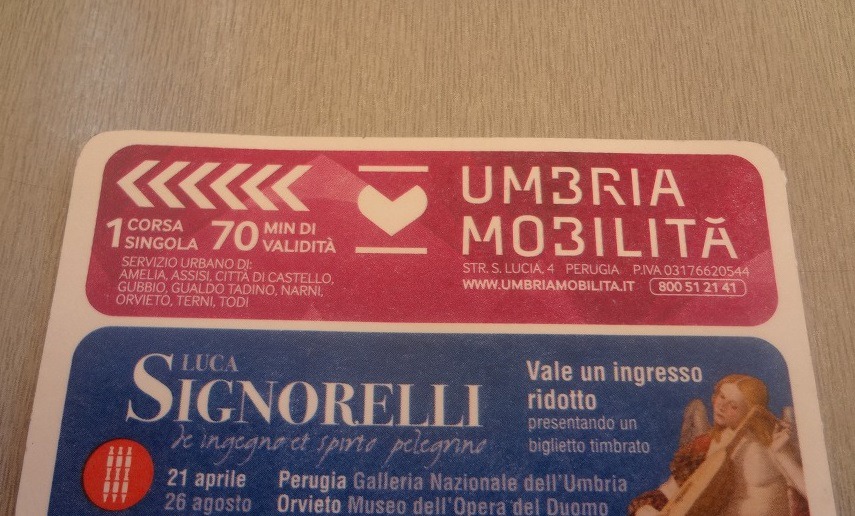 UMBRIA
MOBILITÀ
STR. S. LUCIA, 4 PERUGIA P.IVA 03176620544
WWW.UMBRIAMOBILITA.IT 800 51 21 41
1 CORSA SINGOLA 70 MIN DI VALIDITÀ
SERVIZIO URBANO DI:
AMELIA, ASSISI, CITTÀ DI CASTELLO,
GUBBIO, GUALDO TADINO, NARNI,
ORVIETO, TERNI, TODI
LUCA
SIGNORELLI
de ingegno et spirto pelegrino
Vale un ingresso
ridotto
presentando un
biglietto timbrato
21 aprile Perugia Galleria Nazionale dell'Umbria
26 agosto Orvieto Museo dell'Opera del Duomo